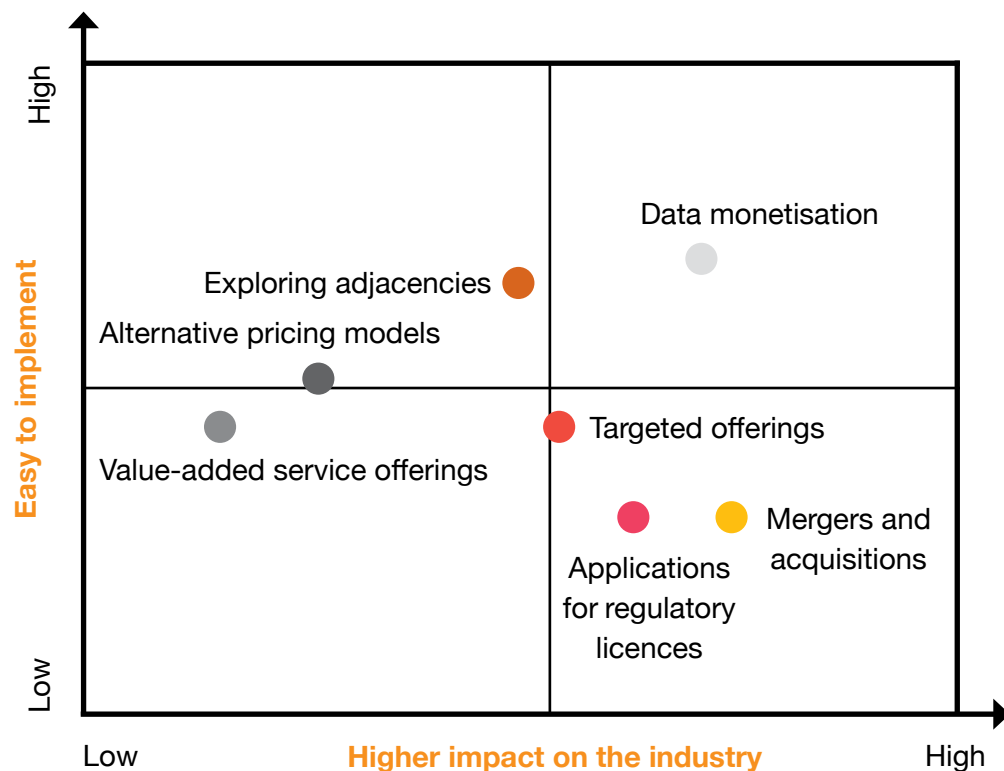 High
Data monetisation
Exploring adjacencies
Alternative pricing models
Easy to implement
Targeted offerings
Value-added service offerings
Mergers and
acquisitions
Applications
for regulatory
licences
Low
Low
Higher impact on the industry
High